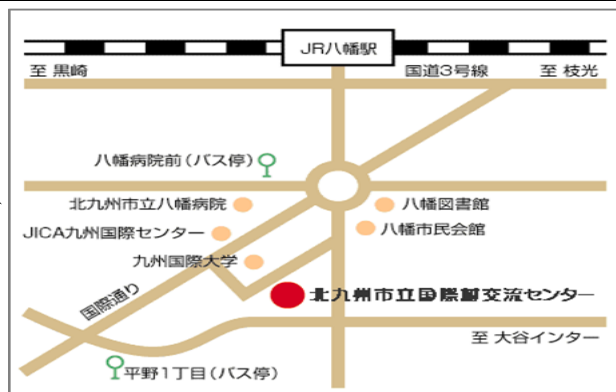 JR八幡駅
至 黒崎
国道3号線
至 枝光
八幡病院前(バス停)
北九州市立八幡病院
八幡図書館
JICA九州国際センター
八幡市民会館
九州国際大学
国際通り
北九州市立国際村交流センター
至 大谷インター
平野1丁目(バス停)